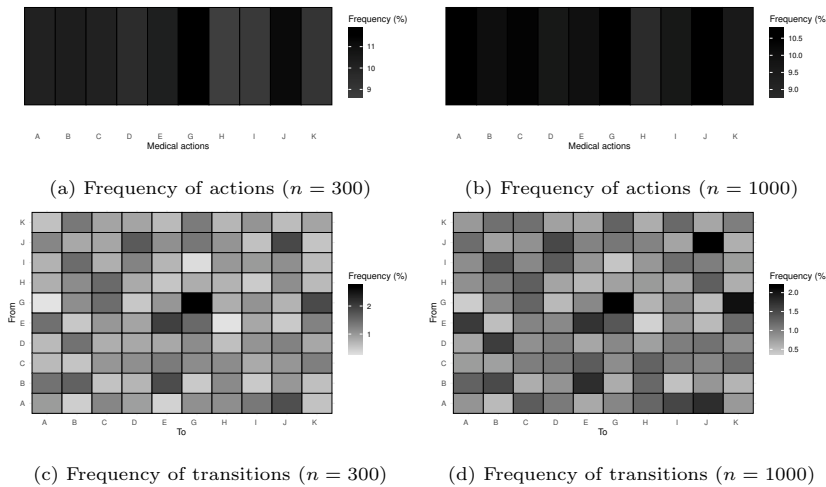 Frequency (%)
11
10
9
A B C D E G H I J K
Medical actions
(a) Frequency of actions (n = 300)
Frequency (%)
10.5
10.0
9.5
9.0
A B C D E G H I J K
Medical actions
(b) Frequency of actions (n = 1000)
From
K
J
I
H
G
E
D
C
B
A
A B C D E G H I J K
To
Frequency (%)
2
1
(c) Frequency of transitions (n = 300)
From
K
J
I
H
G
E
D
C
B
A
A B C D E G H I J K
To
Frequency (%
2.0
1.5
1.0
0.5
(d) Frequency of transitions (n = 1000)